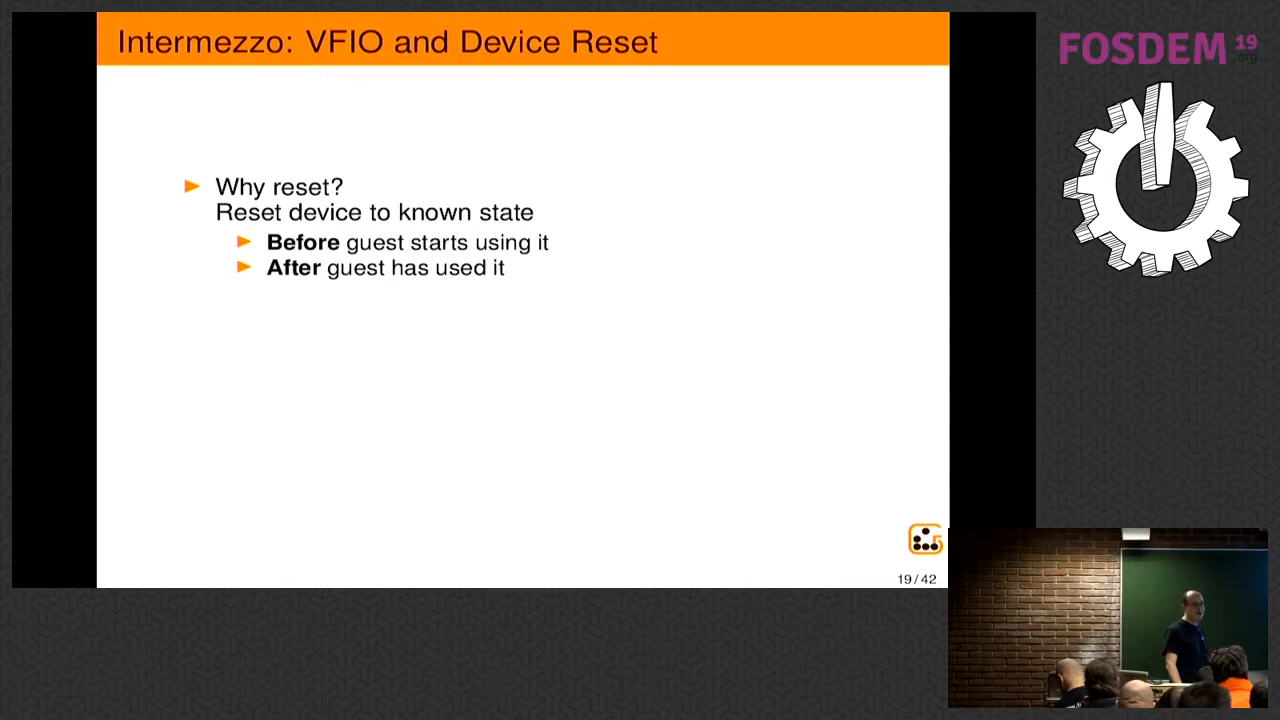 Intermezzo: VFIO and Device Reset
FOSDEM 19
.org
Why reset?
Reset device to known state
Before guest starts using it
After guest has used it
19 / 42